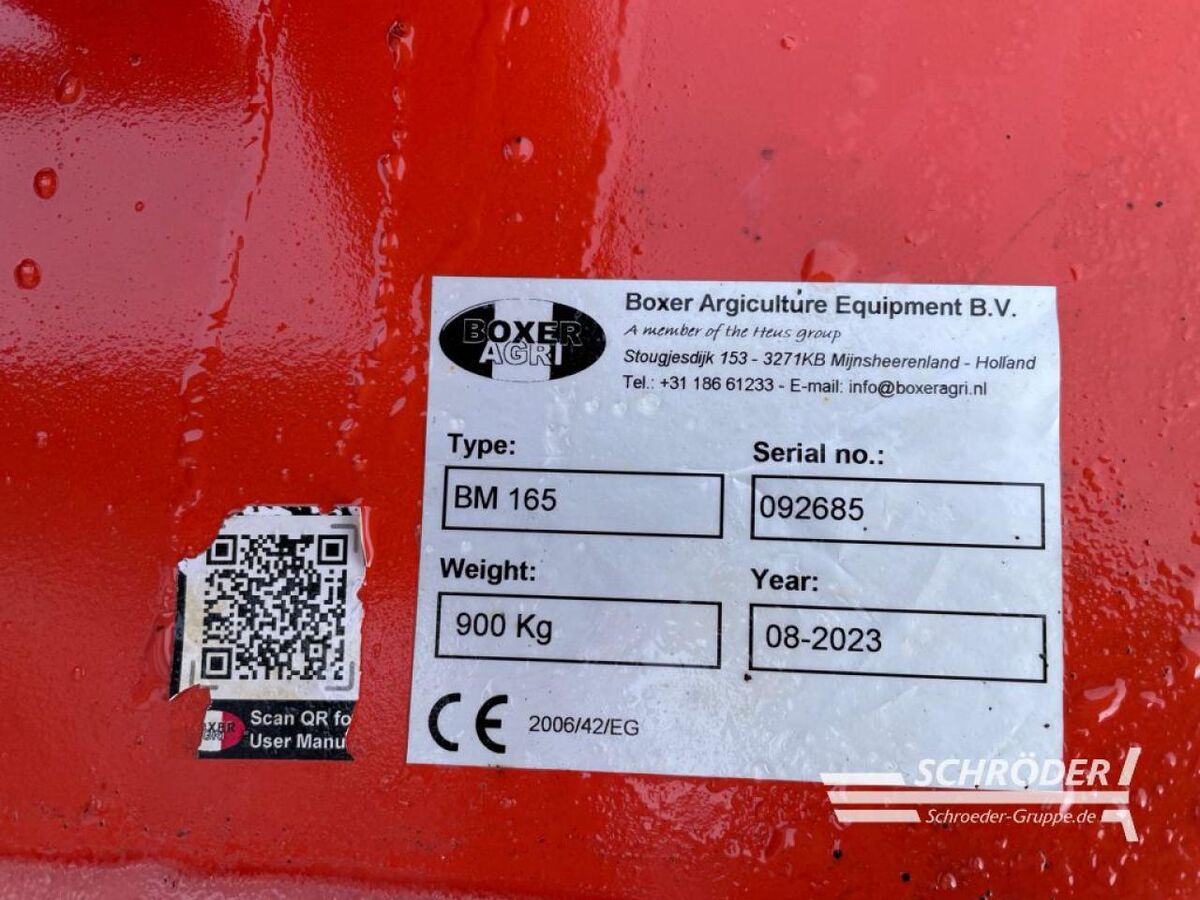 BOXER
AGRI
Boxer Argiculture Equipment B.V.
A member of the Heus group
Stougjesdijk 153 - 3271KB Mijnsheerenland - Holland
Tel.: +31 186 61233 - E-mail: info@boxeragri.nl
Type:
Serial no.:
BM 165
092685
Weight:
Year:
900 Kg
08-2023
CE 2006/42/EG
Scan QR fo
User Manu
SCHRÖDER
Schroeder-Gruppe.de